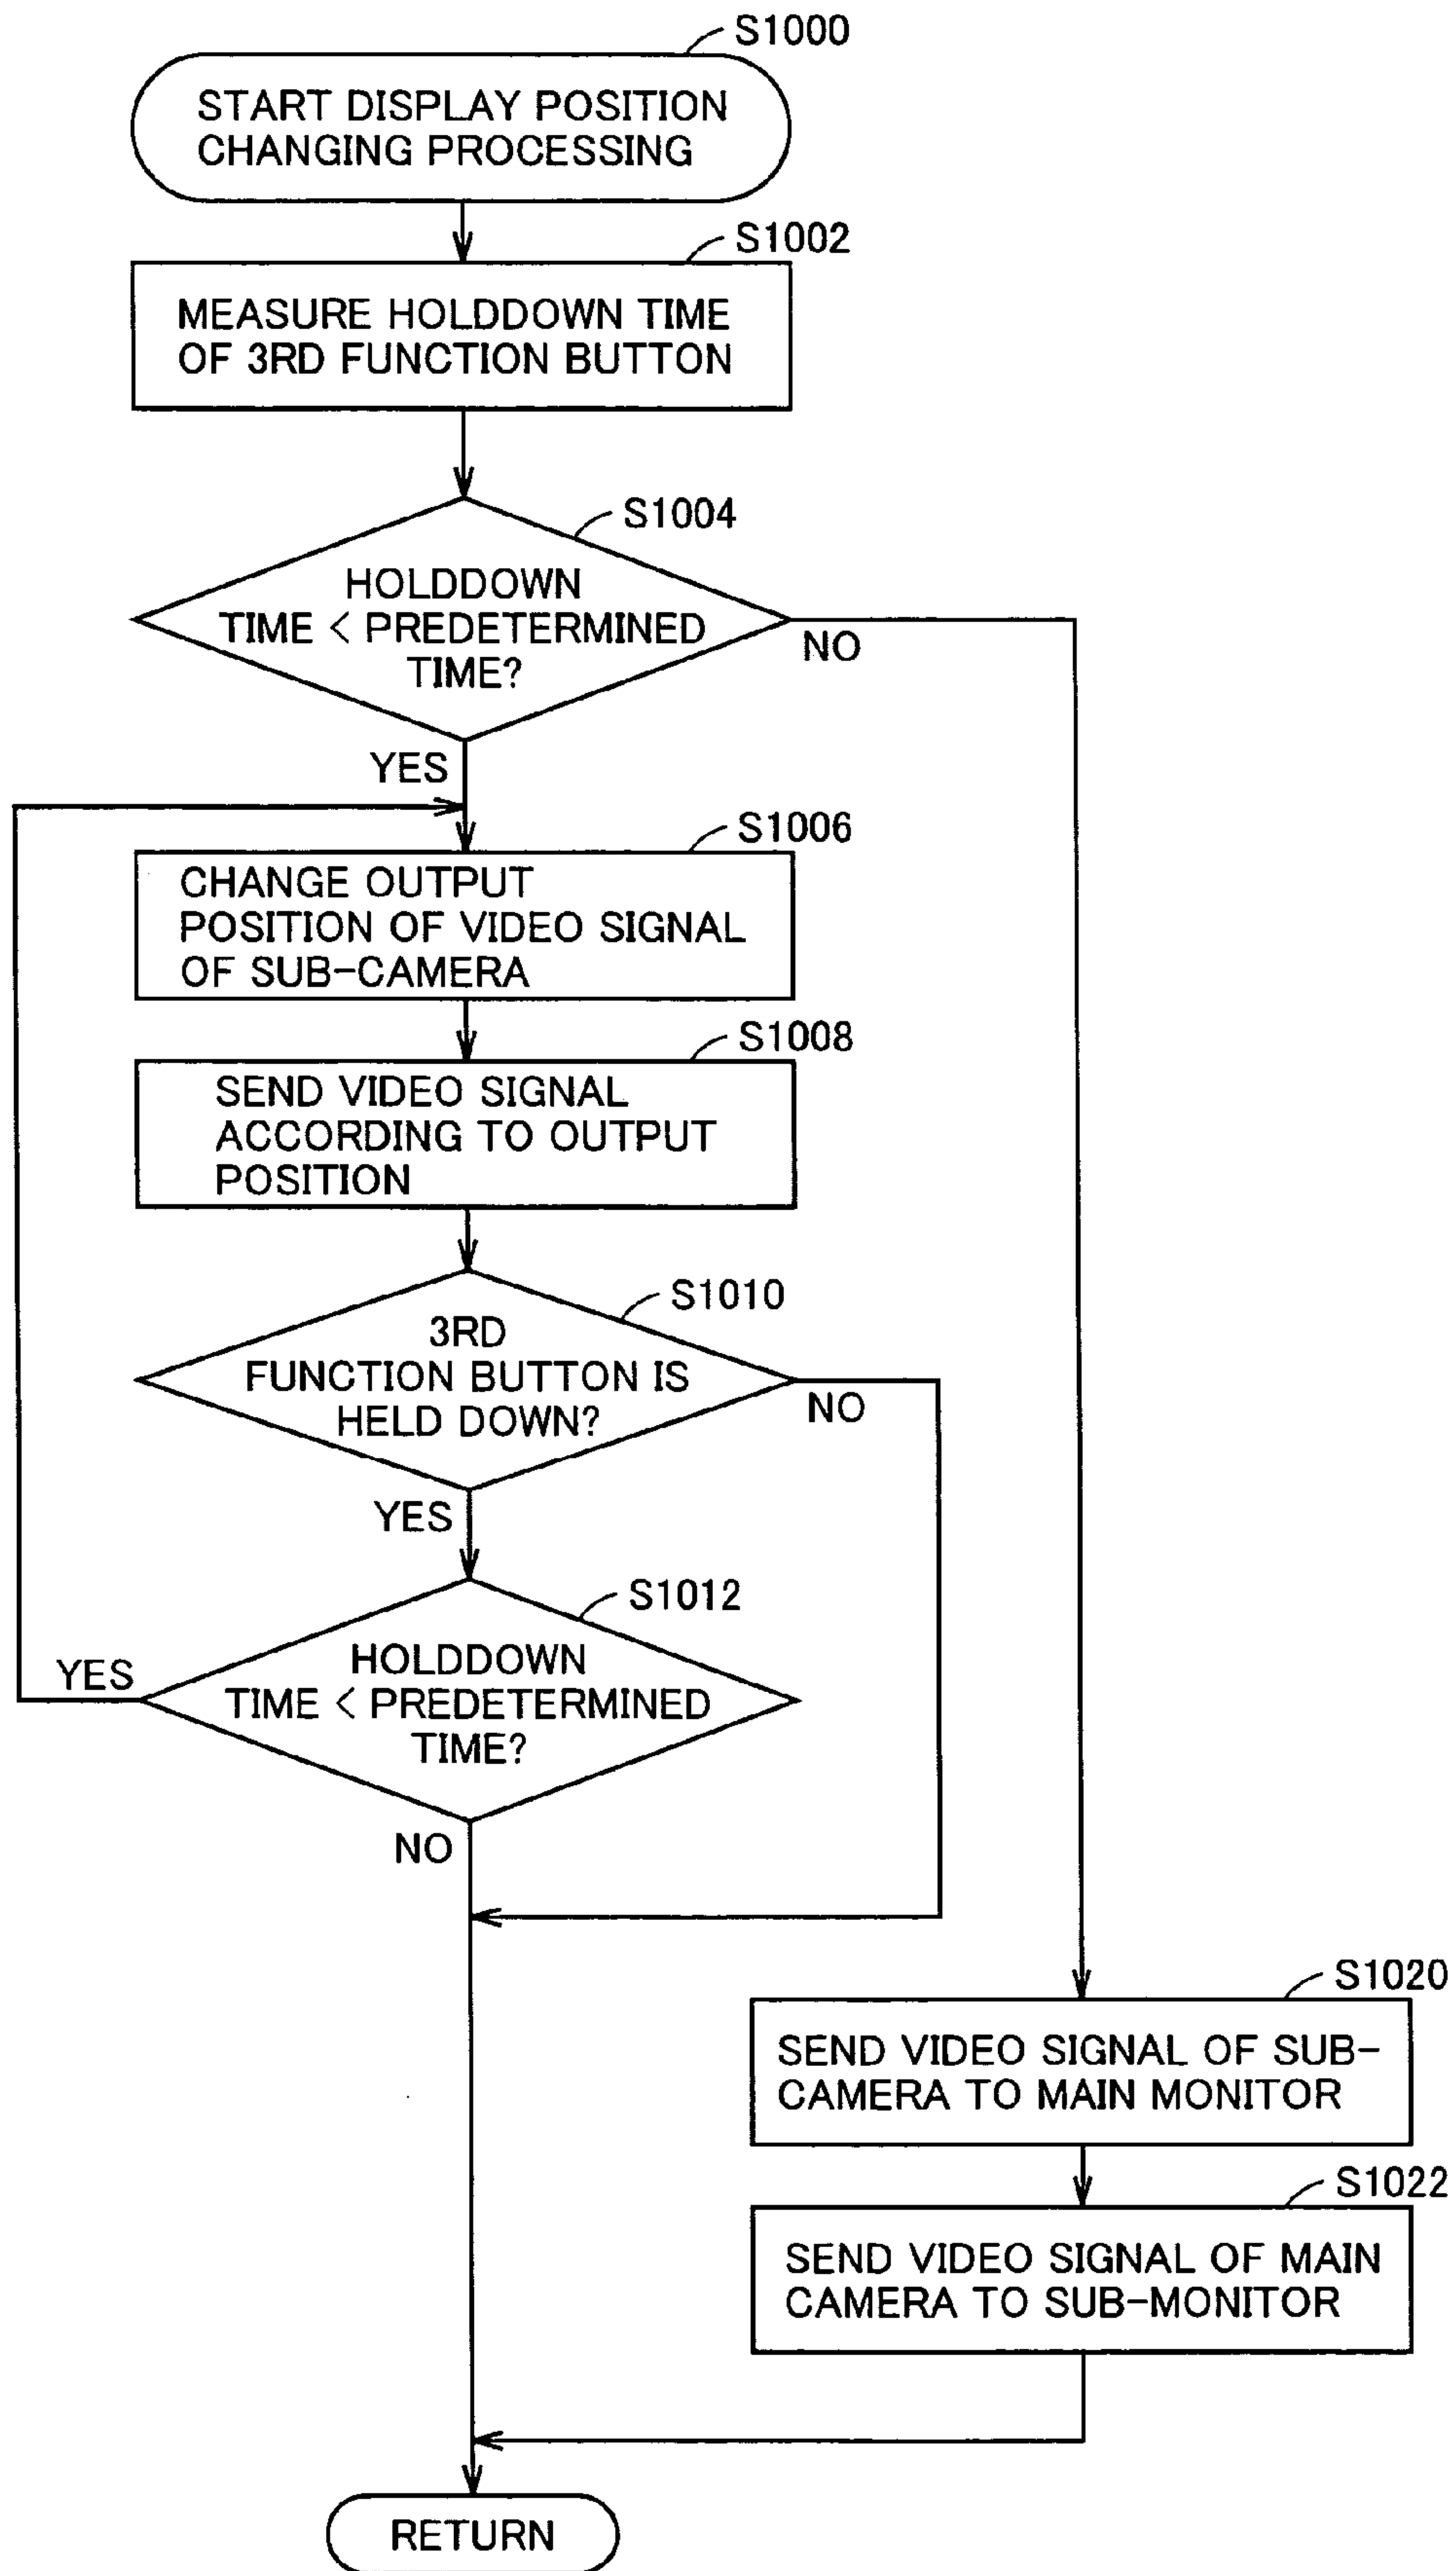 S1000
START DISPLAY POSITION
CHANGING PROCESSING
S1002
MEASURE HOLDDOWN TIME
OF 3RD FUNCTION BUTTON
S1004
HOLDDOWN
TIME < PREDETERMINED
TIME?
NO
YES
S1006
CHANGE OUTPUT
POSITION OF VIDEO SIGNAL
OF SUB-CAMERA
S1008
SEND VIDEO SIGNAL
ACCORDING TO OUTPUT
POSITION
S1010
3RD
FUNCTION BUTTON IS
HELD DOWN?
NO
YES
S1012
HOLDDOWN
TIME < PREDETERMINED
TIME?
YES
NO
S1020
SEND VIDEO SIGNAL OF SUB-
CAMERA TO MAIN MONITOR
S1022
SEND VIDEO SIGNAL OF MAIN
CAMERA TO SUB-MONITOR
RETURN